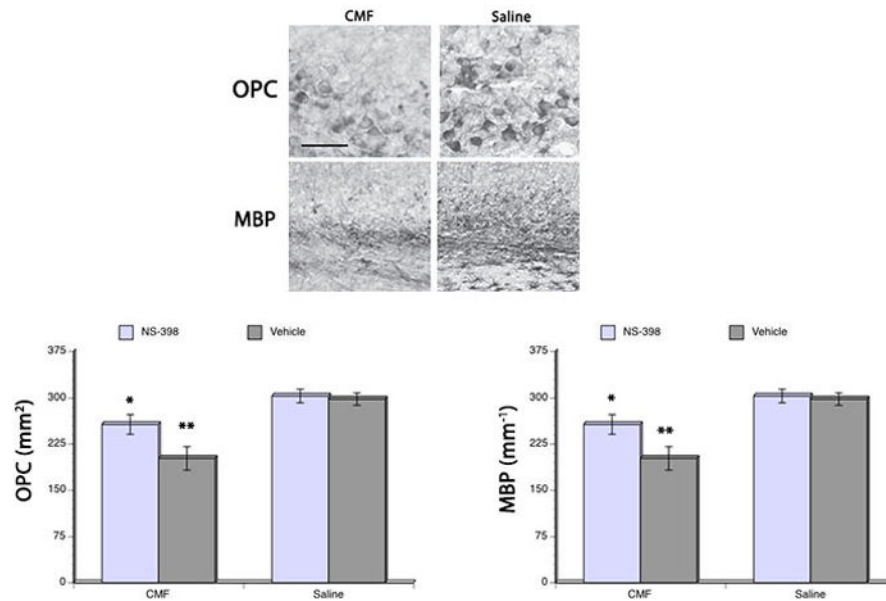 CMF Saline
OPC
MBP
NS-398 Vehicle
375
300
225
150
75
0
OPC (mm²)
*
**
CMF Saline
NS-398 Vehicle
375
300
225
150
75
0
MBP (mm⁻¹)
*
**
CMF Saline